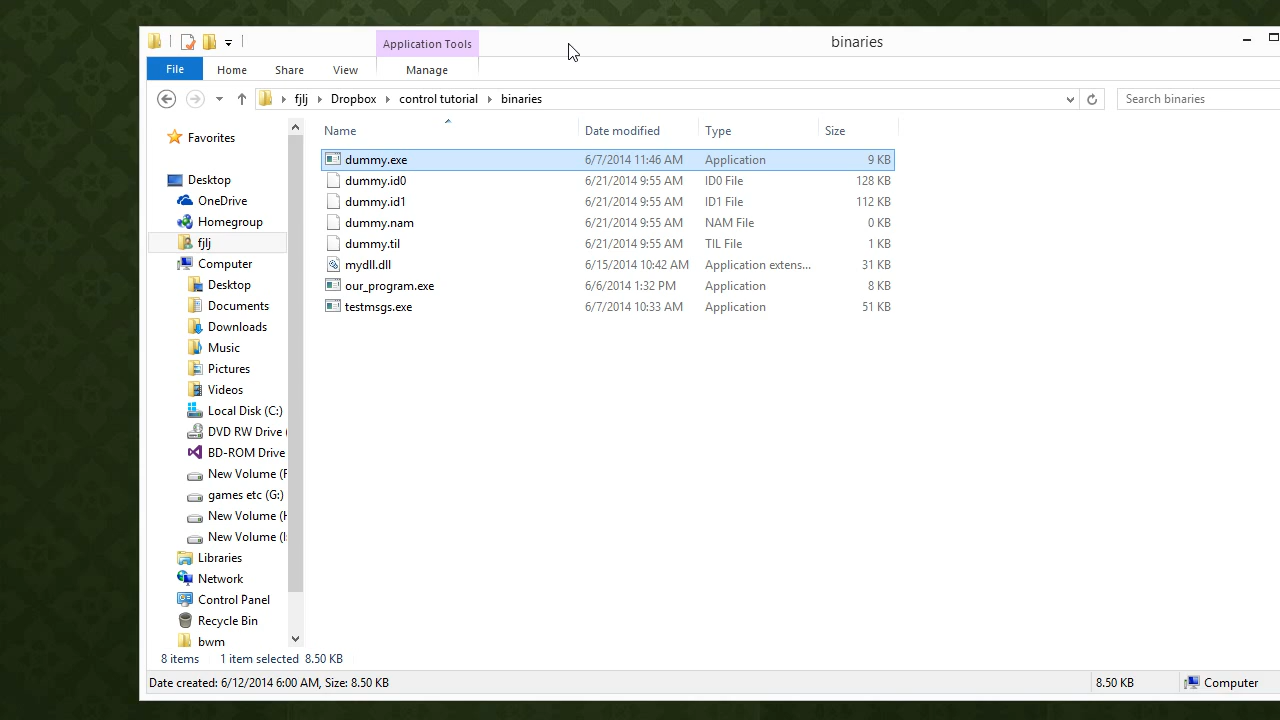 Application Tools
binaries
File Home Share View Manage
fjlj Dropbox control tutorial binaries
Search binaries
Name Date modified Type Size
dummy.exe 6/7/2014 11:46 AM Application 9 KB
dummy.id0 6/21/2014 9:55 AM ID0 File 128 KB
dummy.id1 6/21/2014 9:55 AM ID1 File 112 KB
dummy.nam 6/21/2014 9:55 AM NAM File 0 KB
dummy.til 6/21/2014 9:55 AM TIL File 1 KB
mydll.dll 6/15/2014 10:42 AM Application extens... 31 KB
our_program.exe 6/6/2014 1:32 PM Application 8 KB
testmsgs.exe 6/7/2014 10:33 AM Application 51 KB
Favorites
Desktop
OneDrive
Homegroup
fjlj
Computer
Desktop
Documents
Downloads
Music
Pictures
Videos
Local Disk (C:)
DVD RW Drive (
BD-ROM Drive
New Volume (F
games etc (G:)
New Volume (H
New Volume (I:
Libraries
Network
Control Panel
Recycle Bin
bwm
8 items 1 item selected 8.50 KB
Date created: 6/12/2014 6:00 AM, Size: 8.50 KB
8.50 KB
Computer